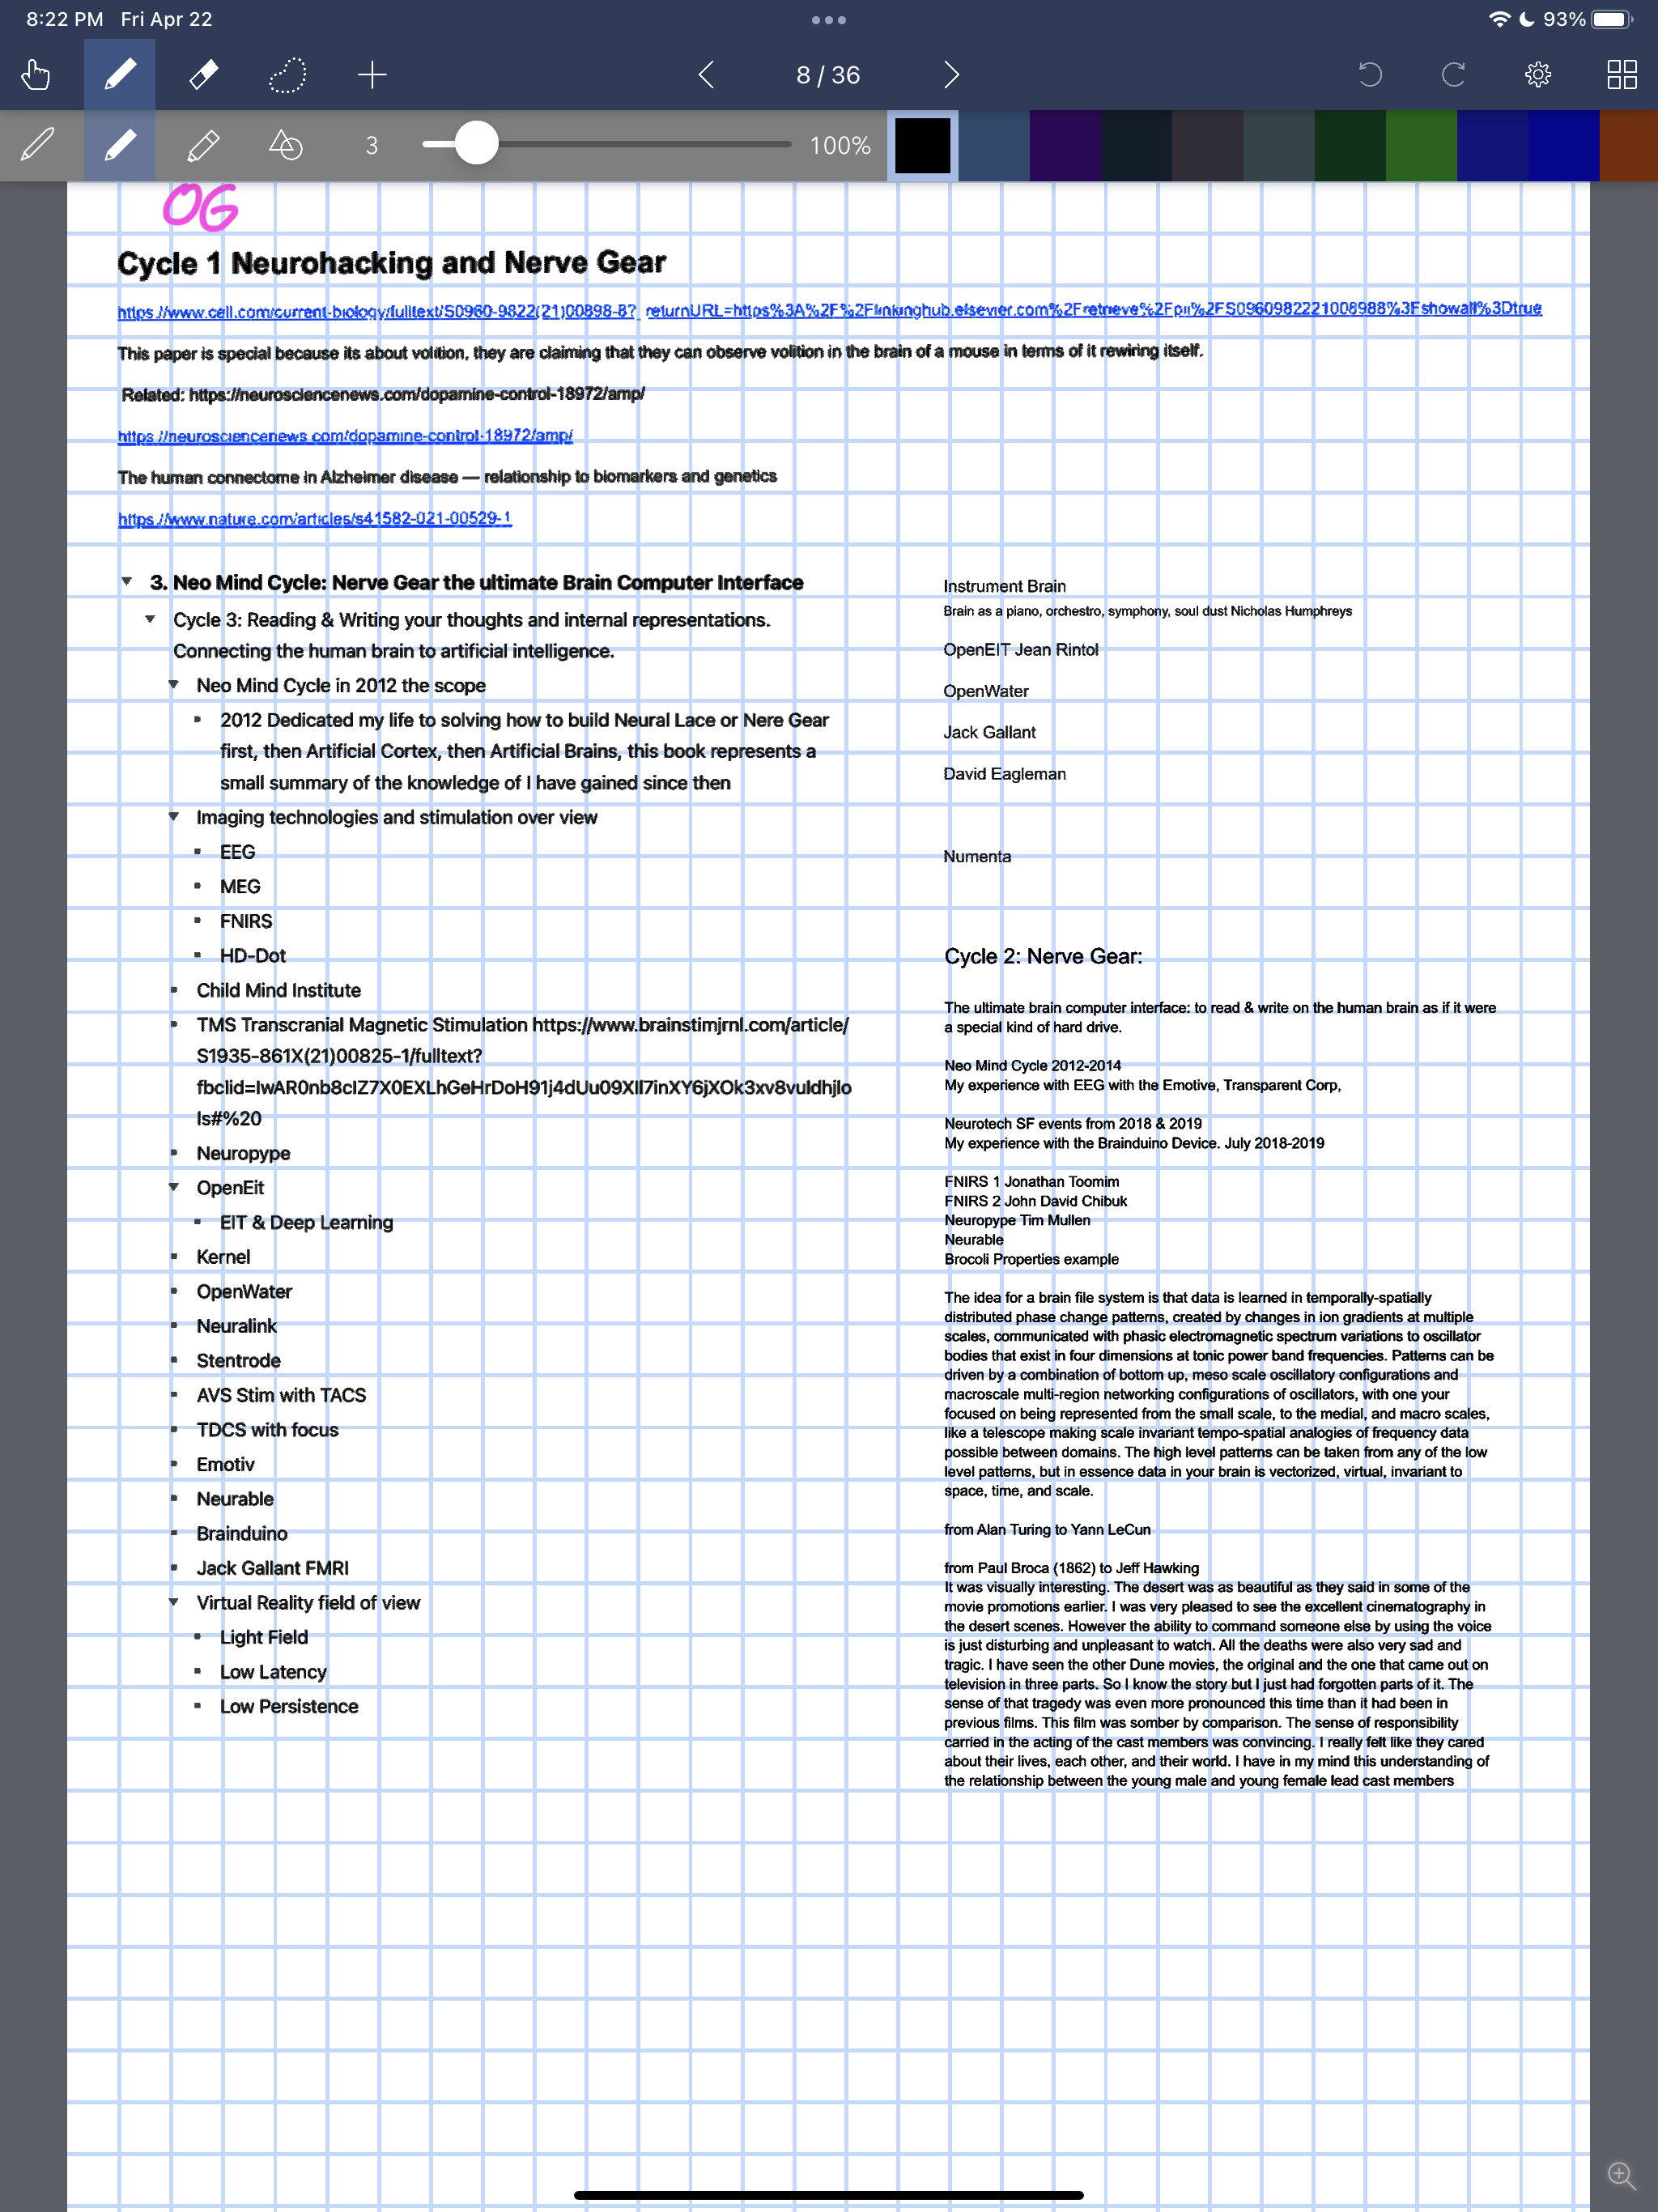 8:22 PM Fri Apr 22
93%
8 / 36
3
100%
OG
Cycle 1 Neurohacking and Nerve Gear
https://www.cell.com/current-biology/fulltext/S0960-9822(21)00898-8?_returnURL=https%3A%2F%2Flinkinghub.elsevier.com%2Fretrieve%2Fpii%2FS0960982221008988%3Fshowall%3Dtrue
This paper is special because its about volition, they are claiming that they can observe volition in the brain of a mouse in terms of it rewiring itself.
Related: https://neurosciencenews.com/dopamine-control-18972/amp/
https://neurosciencenews.com/dopamine-control-18972/amp/
The human connectome in Alzheimer disease — relationship to biomarkers and genetics
https://www.nature.com/articles/s41582-021-00529-1
3. Neo Mind Cycle: Nerve Gear the ultimate Brain Computer Interface
Cycle 3: Reading & Writing your thoughts and internal representations.
Connecting the human brain to artificial intelligence.
Neo Mind Cycle in 2012 the scope
2012 Dedicated my life to solving how to build Neural Lace or Nere Gear
first, then Artificial Cortex, then Artificial Brains, this book represents a
small summary of the knowledge of I have gained since then
Imaging technologies and stimulation over view
EEG
MEG
FNIRS
HD-Dot
Child Mind Institute
TMS Transcranial Magnetic Stimulation https://www.brainstimjrnl.com/article/
S1935-861X(21)00825-1/fulltext?
fbclid=IwAR0nb8clZ7X0EXLhGeHrDoH91j4dUu09XIl7inXY6jXOk3xv8vuldhjlo
Is#%20
Neuropype
OpenEit
EIT & Deep Learning
Kernel
OpenWater
Neuralink
Stentrode
AVS Stim with TACS
TDCS with focus
Emotiv
Neurable
Brainduino
Jack Gallant FMRI
Virtual Reality field of view
Light Field
Low Latency
Low Persistence
Instrument Brain
Brain as a piano, orchestro, symphony, soul dust Nicholas Humphreys
OpenEIT Jean Rintol
OpenWater
Jack Gallant
David Eagleman
Numenta
Cycle 2: Nerve Gear:
The ultimate brain computer interface: to read & write on the human brain as if it were
a special kind of hard drive.
Neo Mind Cycle 2012-2014
My experience with EEG with the Emotive, Transparent Corp,
Neurotech SF events from 2018 & 2019
My experience with the Brainduino Device. July 2018-2019
FNIRS 1 Jonathan Toomim
FNIRS 2 John David Chibuk
Neuropype Tim Mullen
Neurable
Brocoli Properties example
The idea for a brain file system is that data is learned in temporally-spatially
distributed phase change patterns, created by changes in ion gradients at multiple
scales, communicated with phasic electromagnetic spectrum variations to oscillator
bodies that exist in four dimensions at tonic power band frequencies. Patterns can be
driven by a combination of bottom up, meso scale oscillatory configurations and
macroscale multi-region networking configurations of oscillators, with one your
focused on being represented from the small scale, to the medial, and macro scales,
like a telescope making scale invariant tempo-spatial analogies of frequency data
possible between domains. The high level patterns can be taken from any of the low
level patterns, but in essence data in your brain is vectorized, virtual, invariant to
space, time, and scale.
from Alan Turing to Yann LeCun
from Paul Broca (1862) to Jeff Hawking
It was visually interesting. The desert was as beautiful as they said in some of the
movie promotions earlier. I was very pleased to see the excellent cinematography in
the desert scenes. However the ability to command someone else by using the voice
is just disturbing and unpleasant to watch. All the deaths were also very sad and
tragic. I have seen the other Dune movies, the original and the one that came out on
television in three parts. So I know the story but I just had forgotten parts of it. The
sense of that tragedy was even more pronounced this time than it had been in
previous films. This film was somber by comparison. The sense of responsibility
carried in the acting of the cast members was convincing. I really felt like they cared
about their lives, each other, and their world. I have in my mind this understanding of
the relationship between the young male and young female lead cast members